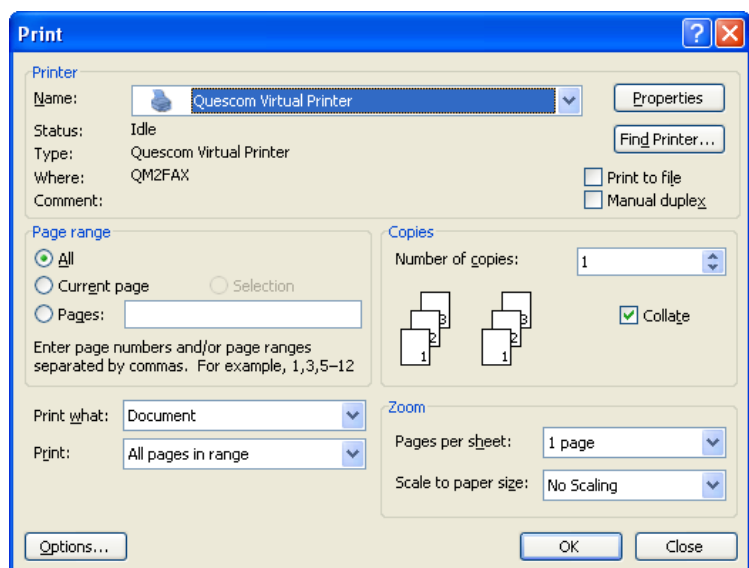 Print
Printer
Name: Quescom Virtual Printer Properties
Status: Idle
Type: Quescom Virtual Printer Find Printer...
Where: QM2FAX Print to file
Comment: Manual duplex
Page range
All
Current page Selection
Pages:
Enter page numbers and/or page ranges
separated by commas. For example, 1,3,5–12
Copies
Number of copies: 1
3 3
2 2
1 1
Collate
Print what: Document
Print: All pages in range
Zoom
Pages per sheet: 1 page
Scale to paper size: No Scaling
Options... OK Close